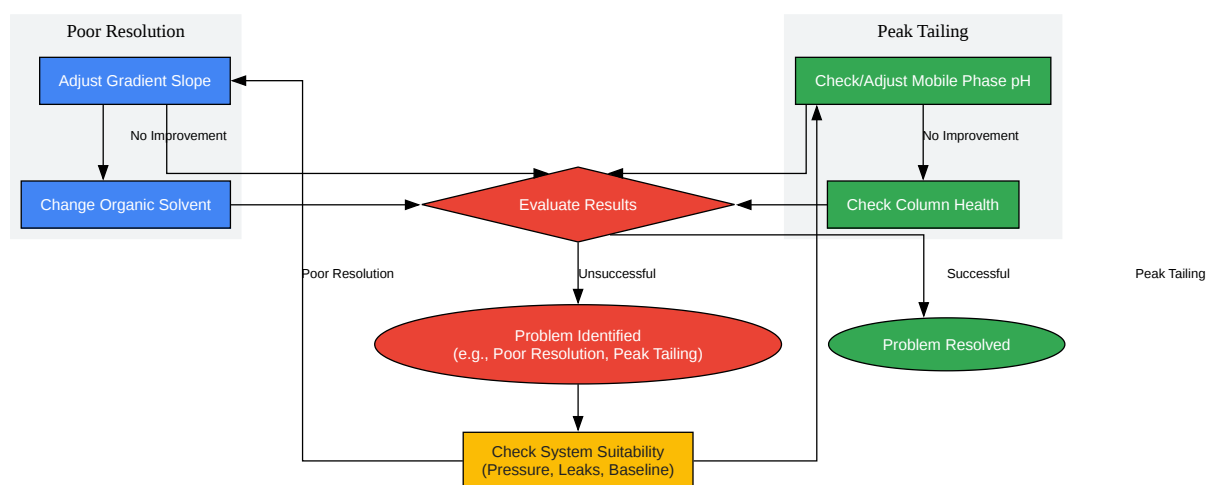 Poor Resolution
Peak Tailing
Adjust Gradient Slope
Check/Adjust Mobile Phase pH
No Improvement
No Improvement
Change Organic Solvent
Evaluate Results
Check Column Health
Poor Resolution
Unsuccessful
Successful
Peak Tailing
Problem Identified
(e.g., Poor Resolution, Peak Tailing)
Problem Resolved
Check System Suitability
(Pressure, Leaks, Baseline)